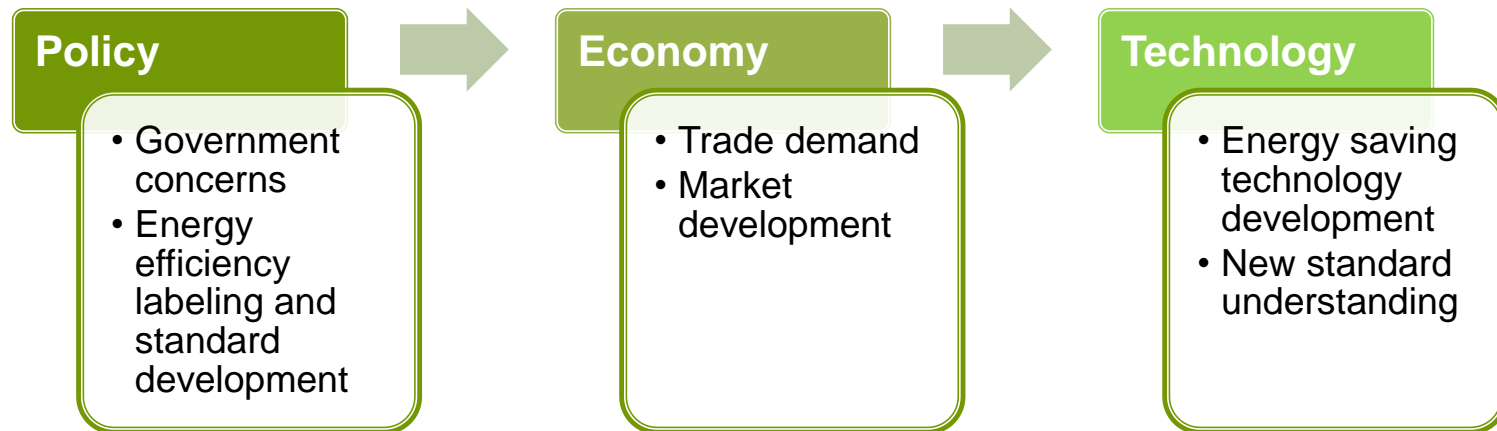 Policy
• Government
concerns
• Energy
efficiency
labeling and
standard
development
Economy
• Trade demand
• Market
development
Technology
• Energy saving
technology
development
• New standard
understanding